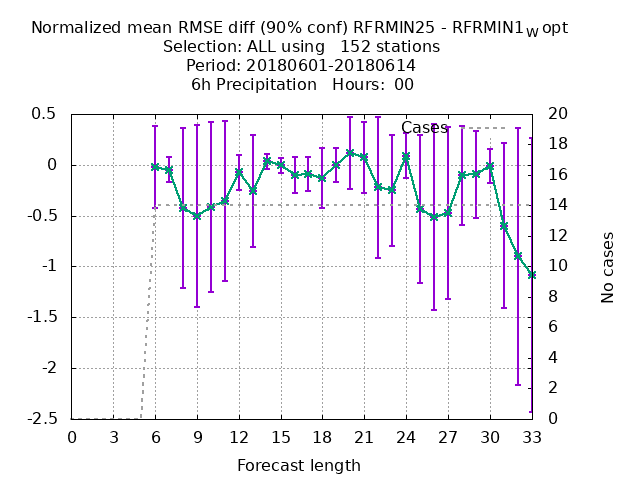 Normalized mean RMSE diff (90% conf) RFRMIN25 - RFRMIN1wopt
Selection: ALL using   152 stations
Period: 20180601-20180614
6h Precipitation   Hours:  00
Cases
0.5
0
-0.5
-1
-1.5
-2
-2.5
20
18
16
14
12
10
8
6
4
2
0
No cases
0 3 6 9 12 15 18 21 24 27 30 33
Forecast length